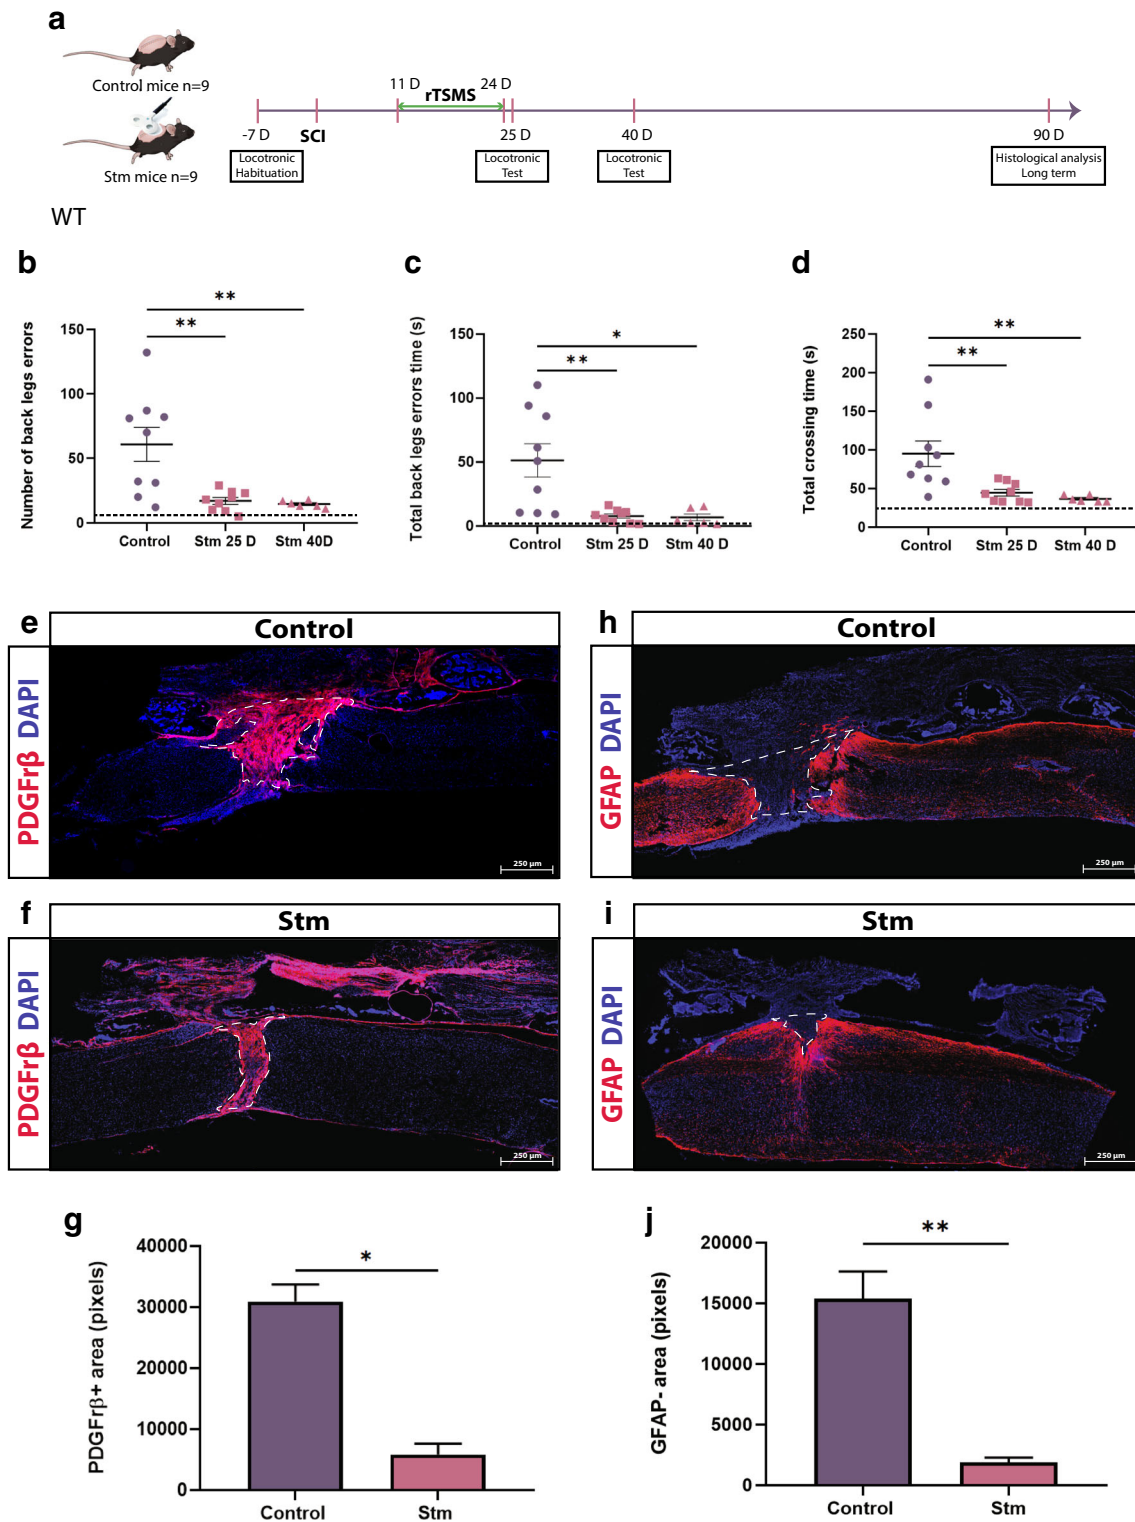 a
Control mice n=9
Stm mice n=9
11 D
rTSMS
24 D
-7 D
SCI
25 D
40 D
90 D
Locotronic
Habituation
Locotronic
Test
Locotronic
Test
Histological analysis
Long term
WT
b
Number of back legs errors
150
100
50
0
**
**
Control
Stm 25 D
Stm 40D
c
Total back legs errors time (s)
150
100
50
0
*
**
Control
Stm 25 D
Stm 40 D
d
Total crossing time (s)
250
200
150
100
50
0
**
**
Control
Stm 25 D
Stm 40 D
e
Control
PDGFrβ DAPI
250 µm
h
Control
GFAP DAPI
250 µm
f
Stm
PDGFrβ DAPI
250 µm
i
Stm
GFAP DAPI
250 µm
g
PDGFrβ+ area (pixels)
40000
30000
20000
10000
0
*
Control
Stm
j
GFAP- area (pixels)
20000
15000
10000
5000
0
**
Control
Stm